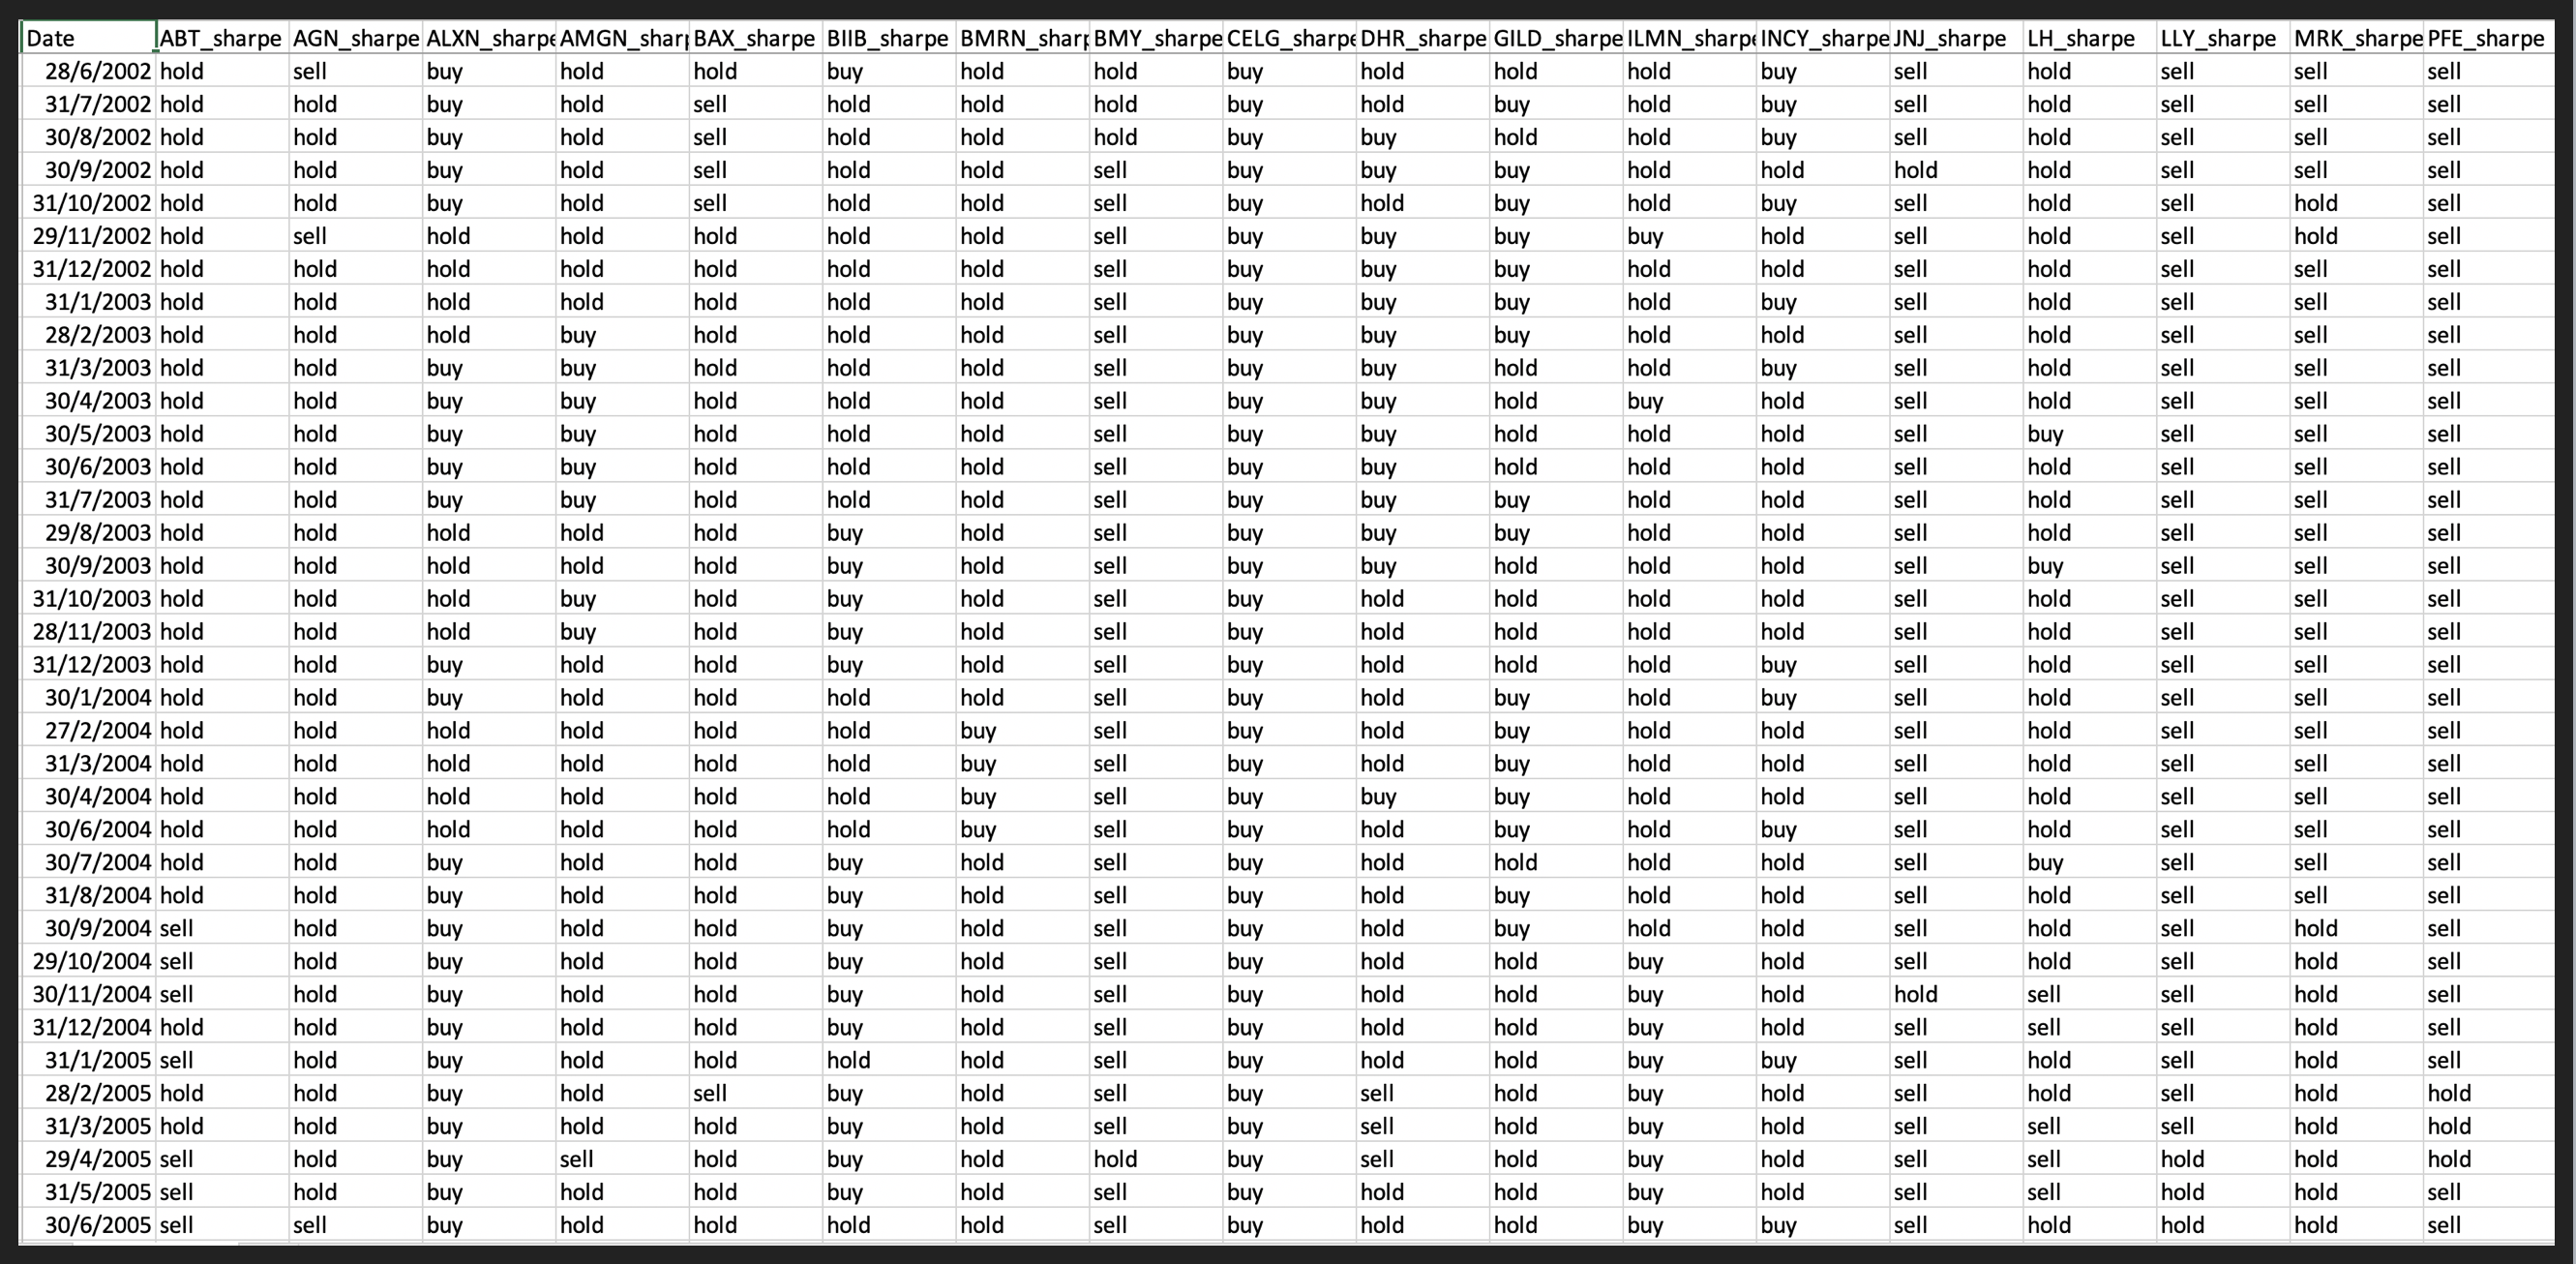 Date ABT_sharpe AGN_sharpe ALXN_sharpe AMGN_sharp BAX_sharpe BIIB_sharpe BMRN_sharp BMY_sharpe CELG_sharpe DHR_sharpe GILD_sharpe ILMN_sharpe INCY_sharpe JNJ_sharpe LH_sharpe LLY_sharpe MRK_sharpe PFE_sharpe
28/6/2002 hold sell buy hold hold buy hold hold buy hold hold hold buy sell hold sell sell sell
31/7/2002 hold hold buy hold sell hold hold hold buy hold buy hold buy sell hold sell sell sell
30/8/2002 hold hold buy hold sell hold hold hold buy buy hold hold buy sell hold sell sell sell
30/9/2002 hold hold buy hold sell hold hold sell buy buy buy hold hold hold hold sell sell sell
31/10/2002 hold hold buy hold sell hold hold sell buy hold buy hold buy sell hold sell hold sell
29/11/2002 hold sell hold hold hold hold hold sell buy buy buy buy hold sell hold sell hold sell
31/12/2002 hold hold hold hold hold hold hold sell buy buy buy hold hold sell hold sell sell sell
31/1/2003 hold hold hold hold hold hold hold sell buy buy buy hold buy sell hold sell sell sell
28/2/2003 hold hold hold buy hold hold hold sell buy buy buy hold hold sell hold sell sell sell
31/3/2003 hold hold buy buy hold hold hold sell buy buy hold hold buy sell hold sell sell sell
30/4/2003 hold hold buy buy hold hold hold sell buy buy hold buy hold sell hold sell sell sell
30/5/2003 hold hold buy buy hold hold hold sell buy buy hold hold hold sell buy sell sell sell
30/6/2003 hold hold buy buy hold hold hold sell buy buy hold hold hold sell hold sell sell sell
31/7/2003 hold hold buy buy hold hold hold sell buy buy buy hold hold sell hold sell sell sell
29/8/2003 hold hold hold hold hold buy hold sell buy buy buy hold hold sell hold sell sell sell
30/9/2003 hold hold hold hold hold buy hold sell buy buy hold hold hold sell buy sell sell sell
31/10/2003 hold hold hold buy hold buy hold sell buy hold hold hold hold sell hold sell sell sell
28/11/2003 hold hold hold buy hold buy hold sell buy hold hold hold hold sell hold sell sell sell
31/12/2003 hold hold buy hold hold buy hold sell buy hold hold hold buy sell hold sell sell sell
30/1/2004 hold hold buy hold hold hold hold sell buy hold buy hold buy sell hold sell sell sell
27/2/2004 hold hold hold hold hold hold buy sell buy hold buy hold hold sell hold sell sell sell
31/3/2004 hold hold hold hold hold hold buy sell buy hold buy hold hold sell hold sell sell sell
30/4/2004 hold hold hold hold hold hold buy sell buy buy buy hold hold sell hold sell sell sell
30/6/2004 hold hold hold hold hold hold buy sell buy hold buy hold buy sell hold sell sell sell
30/7/2004 hold hold buy hold hold buy hold sell buy hold hold hold hold sell buy sell sell sell
31/8/2004 hold hold buy hold hold buy hold sell buy hold buy hold hold sell hold sell sell sell
30/9/2004 sell hold buy hold hold buy hold sell buy hold buy hold hold sell hold sell hold sell
29/10/2004 sell hold buy hold hold buy hold sell buy hold hold buy hold sell hold sell hold sell
30/11/2004 sell hold buy hold hold buy hold sell buy hold hold buy hold hold sell sell hold sell
31/12/2004 hold hold buy hold hold buy hold sell buy hold hold buy hold sell sell sell hold sell
31/1/2005 sell hold buy hold hold hold hold sell buy hold hold buy buy sell hold sell hold sell
28/2/2005 hold hold buy hold sell buy hold sell buy sell hold buy hold sell hold sell hold hold
31/3/2005 hold hold buy hold hold buy hold sell buy sell hold buy hold sell sell sell hold hold
29/4/2005 sell hold buy sell hold buy hold hold buy sell hold buy hold sell sell hold hold hold
31/5/2005 sell hold buy hold hold buy hold sell buy hold hold buy hold sell sell hold hold sell
30/6/2005 sell sell buy hold hold hold hold sell buy hold hold buy buy sell hold hold hold sell